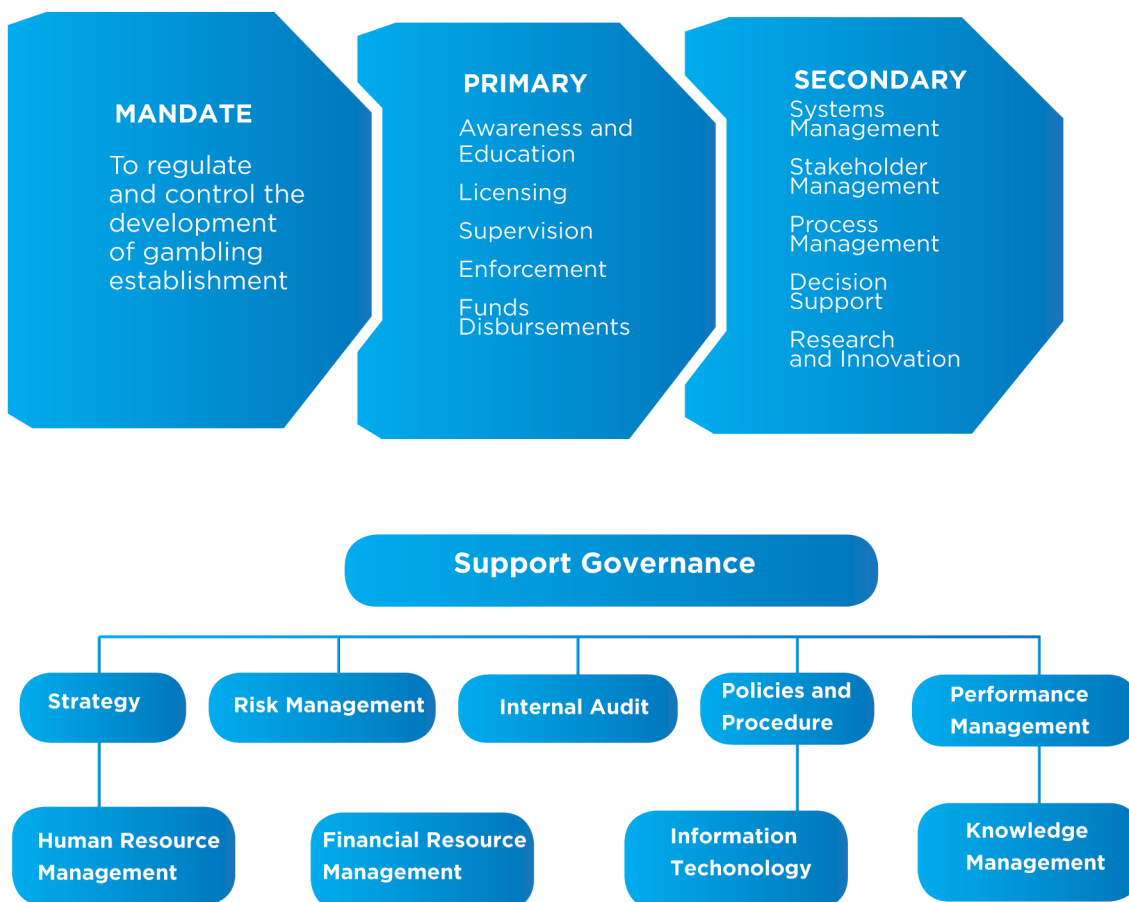 MANDATE
To regulate
and control the
development
of gambling
establishment
PRIMARY
Awareness and
Education
Licensing
Supervision
Enforcement
Funds
Disbursements
SECONDARY
Systems
Management
Stakeholder
Management
Process
Management
Decision
Support
Research
and Innovation
Support Governance
Strategy
Risk Management
Internal Audit
Policies and
Procedure
Performance
Management
Human Resource
Management
Financial Resource
Management
Information
Techonology
Knowledge
Management